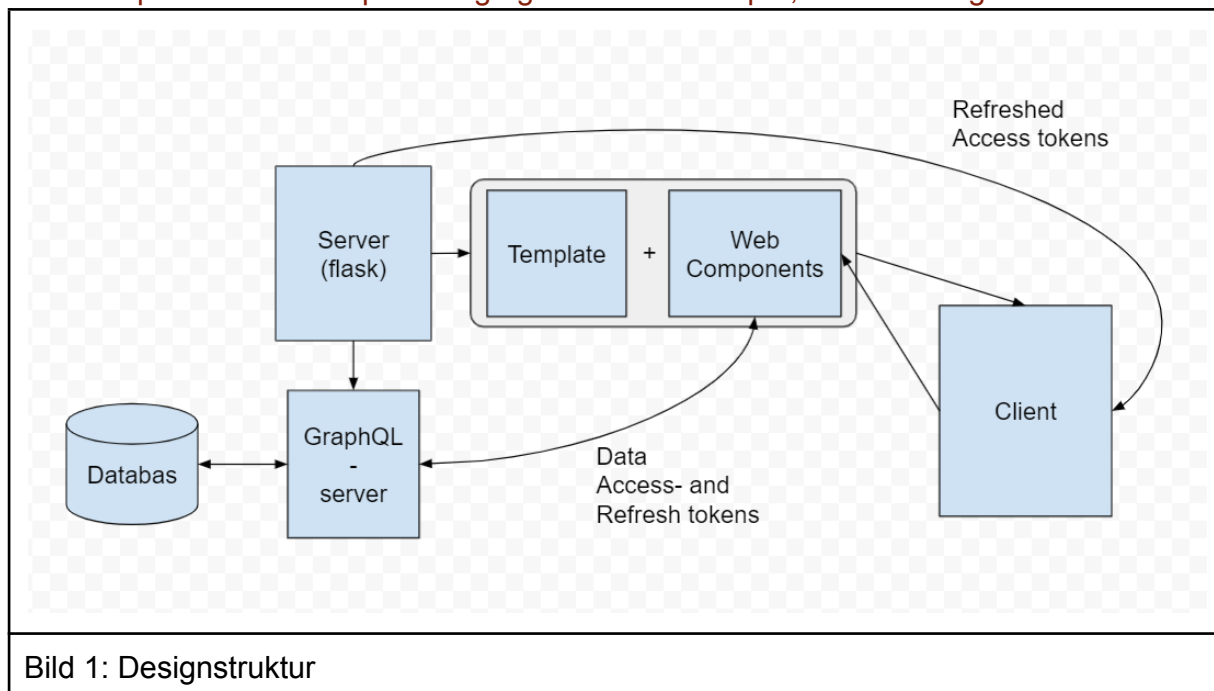 Refreshed
Access tokens
Server
(flask)
Template
+
Web
Components
Client
GraphQL
-
server
Databas
Data
Access- and
Refresh tokens
Bild 1: Designstruktur